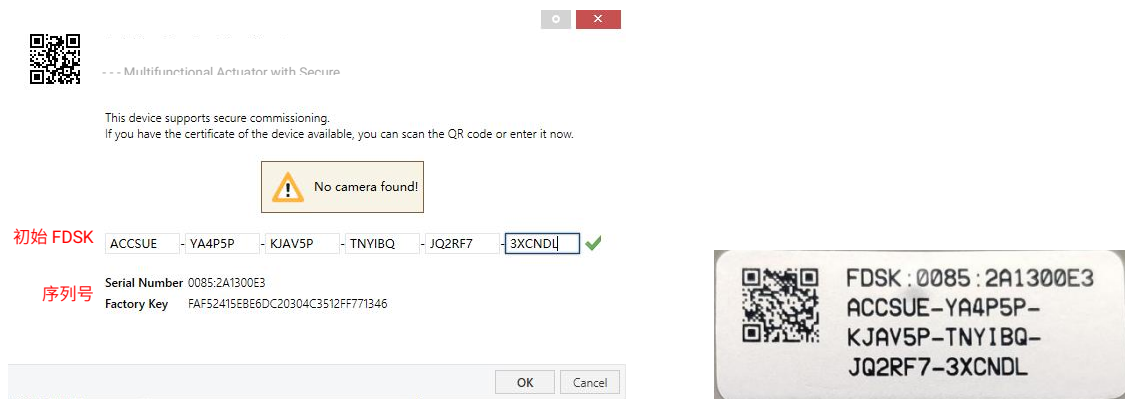 - - - Multifunctional Actuator with Secure
This device supports secure commissioning.
If you have the certificate of the device available, you can scan the QR code or enter it now.
No camera found!
初始 FDSK ACCSUE - YA4P5P - KJAV5P - TNYIBQ - JQ2RF7 - 3XCNDL
序列号
Serial Number 0085:2A1300E3
Factory Key FAF52415EBE6DC20304C3512FF771346
OK Cancel
FDSK:0085:2A1300E3
ACCSUE-YA4P5P-
KJAV5P-TNYIBQ-
JQ2RF7-3XCNDL